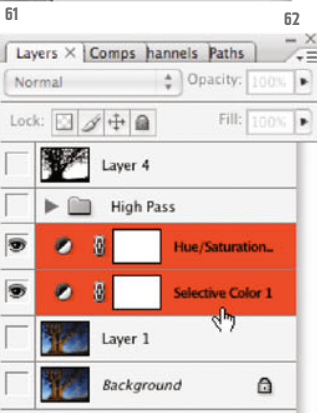 61
62
Layers × Comps hannels Paths
Normal Opacity: 100%
Lock: Fill: 100%
Layer 4
High Pass
Hue/Saturation...
Selective Color 1
Layer 1
Background